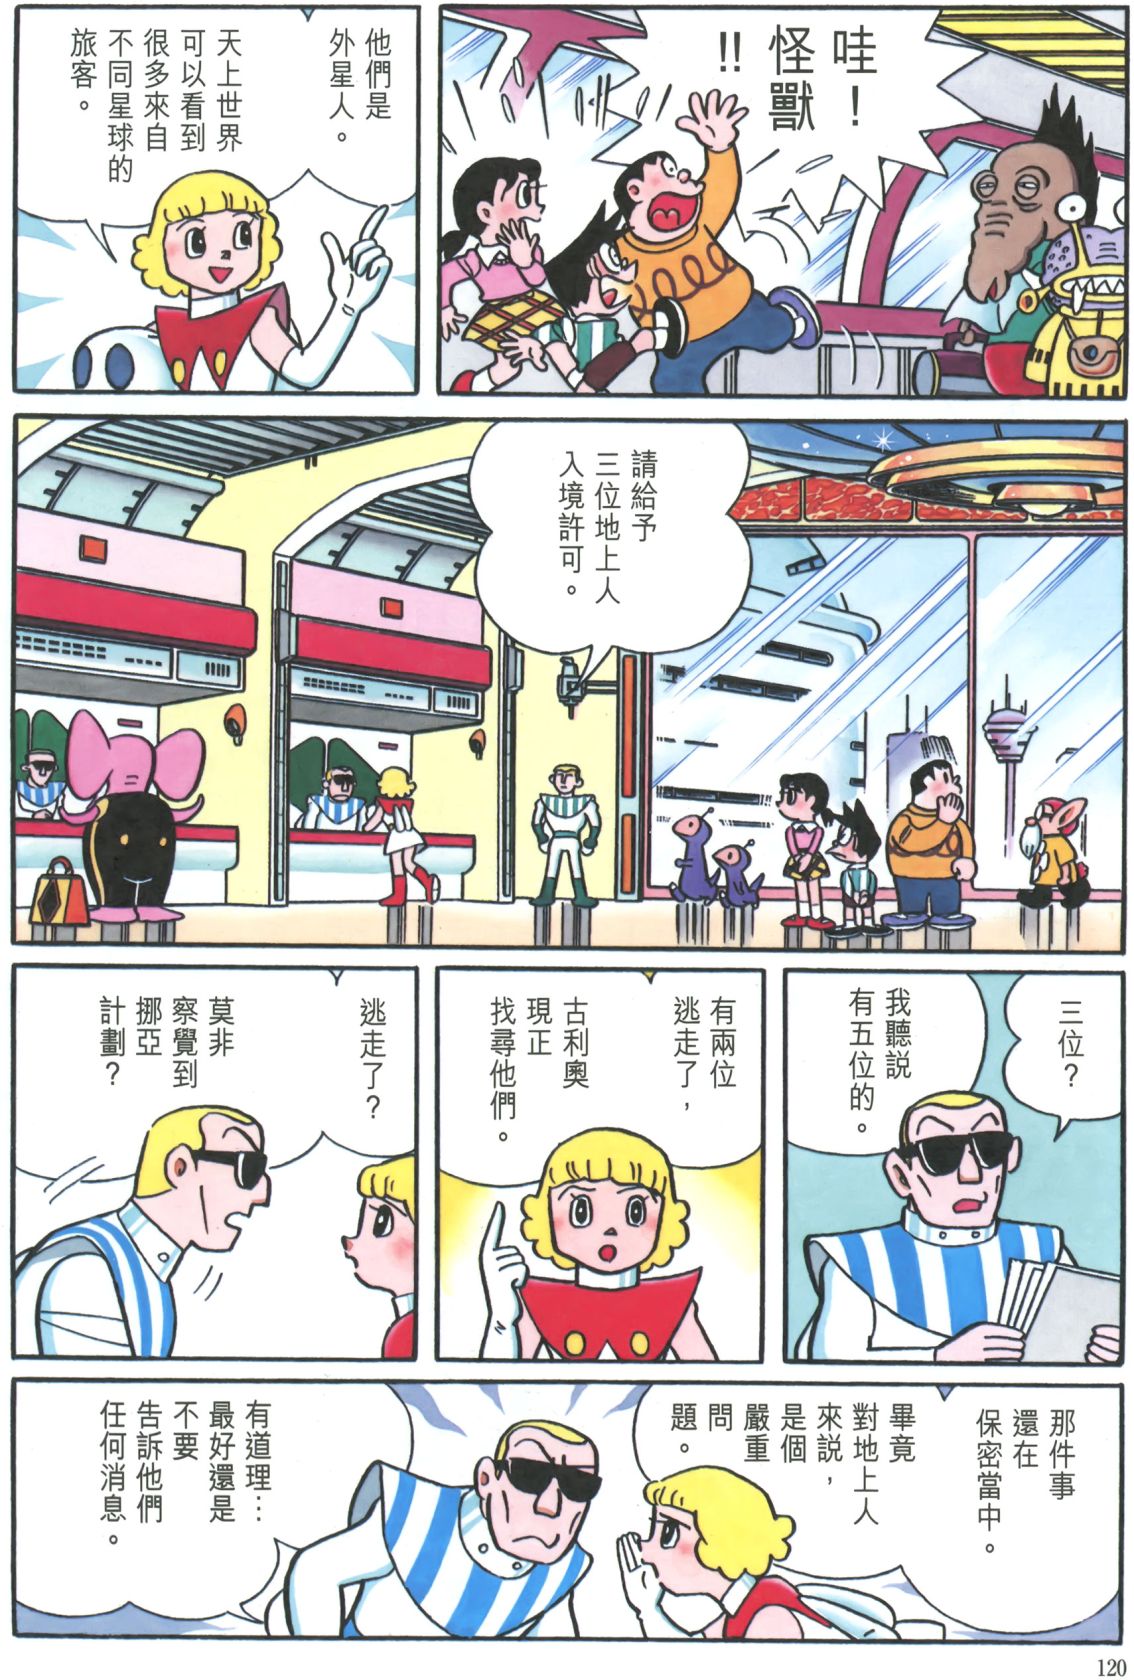 哇！
怪獸
!!
他們是
外星人。
天上世界
可以看到
很多來自
不同星球的
旅客。
請給予
三位地上人
入境許可。
三位？
我聽說
有五位的。
有兩位
逃走了，
古利奧
現正
找尋他們。
逃走了？
莫非
察覺到
挪亞
計劃？
那件事
還在
保密當中。
畢竟
對地上人
來說，
是個
嚴重
問
題。
有道理…
最好還是
不要
告訴他們
任何消息。
120